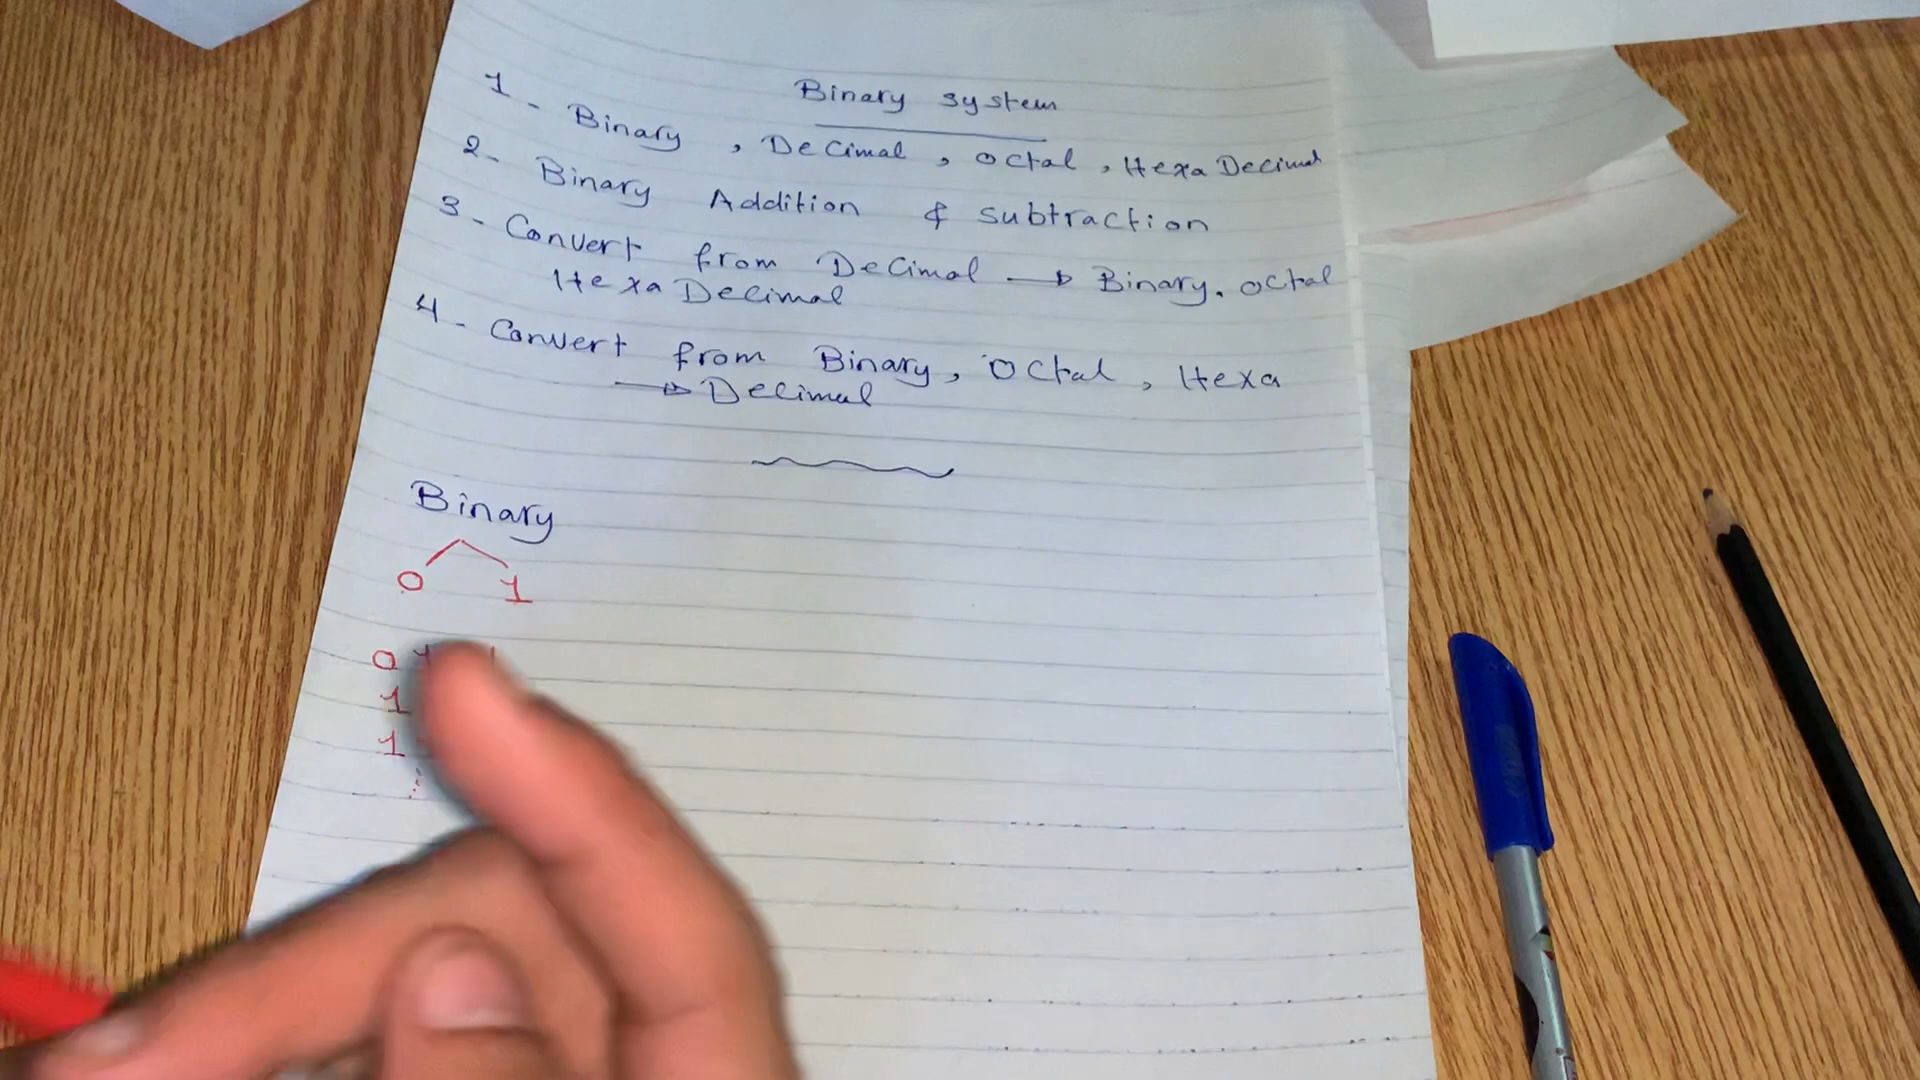 Binary system
1 - Binary , Decimal , octal , Hexa Decimal
2- Binary Addition & subtraction
3 - Convert from Decimal → Binary. octal
Hexa Decimal
4 - Convert from Binary, Octal , Hexa
→ Decimal
Binary
0 1
0 1
1
1